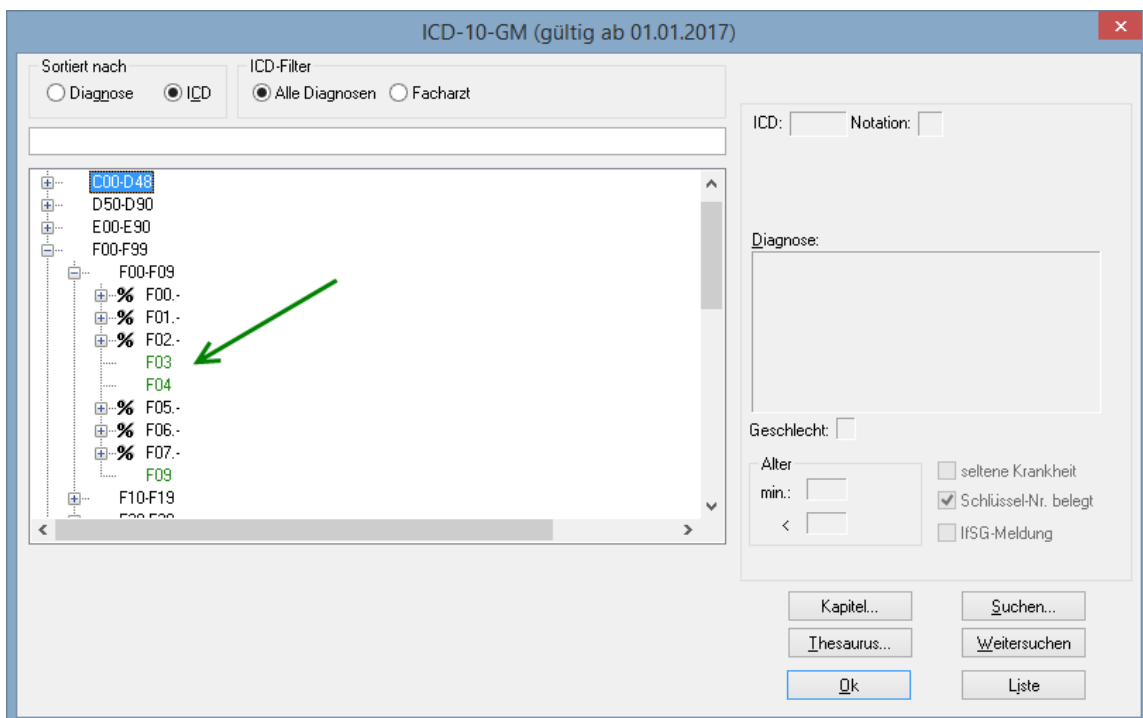 ICD-10-GM (gültig ab 01.01.2017)
Sortiert nach
Diagnose ICD
ICD-Filter
Alle Diagnosen Facharzt
C00-D48
D50-D90
E00-E90
F00-F99
F00-F09
% F00.-
% F01.-
% F02.-
F03
F04
% F05.-
% F06.-
% F07.-
F09
F10-F19
ICD: Notation:
Diagnose:
Geschlecht:
Alter
min.:
<
seltene Krankheit
Schlüssel-Nr. belegt
IfSG-Meldung
Kapitel... Suchen...
Thesaurus... Weitersuchen
Ok Liste